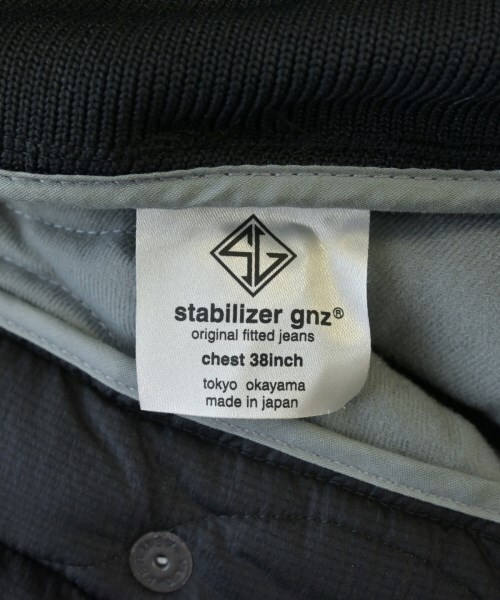 SG
stabilizer gnz®
original fitted jeans
chest 38inch
tokyo okayama
made in japan